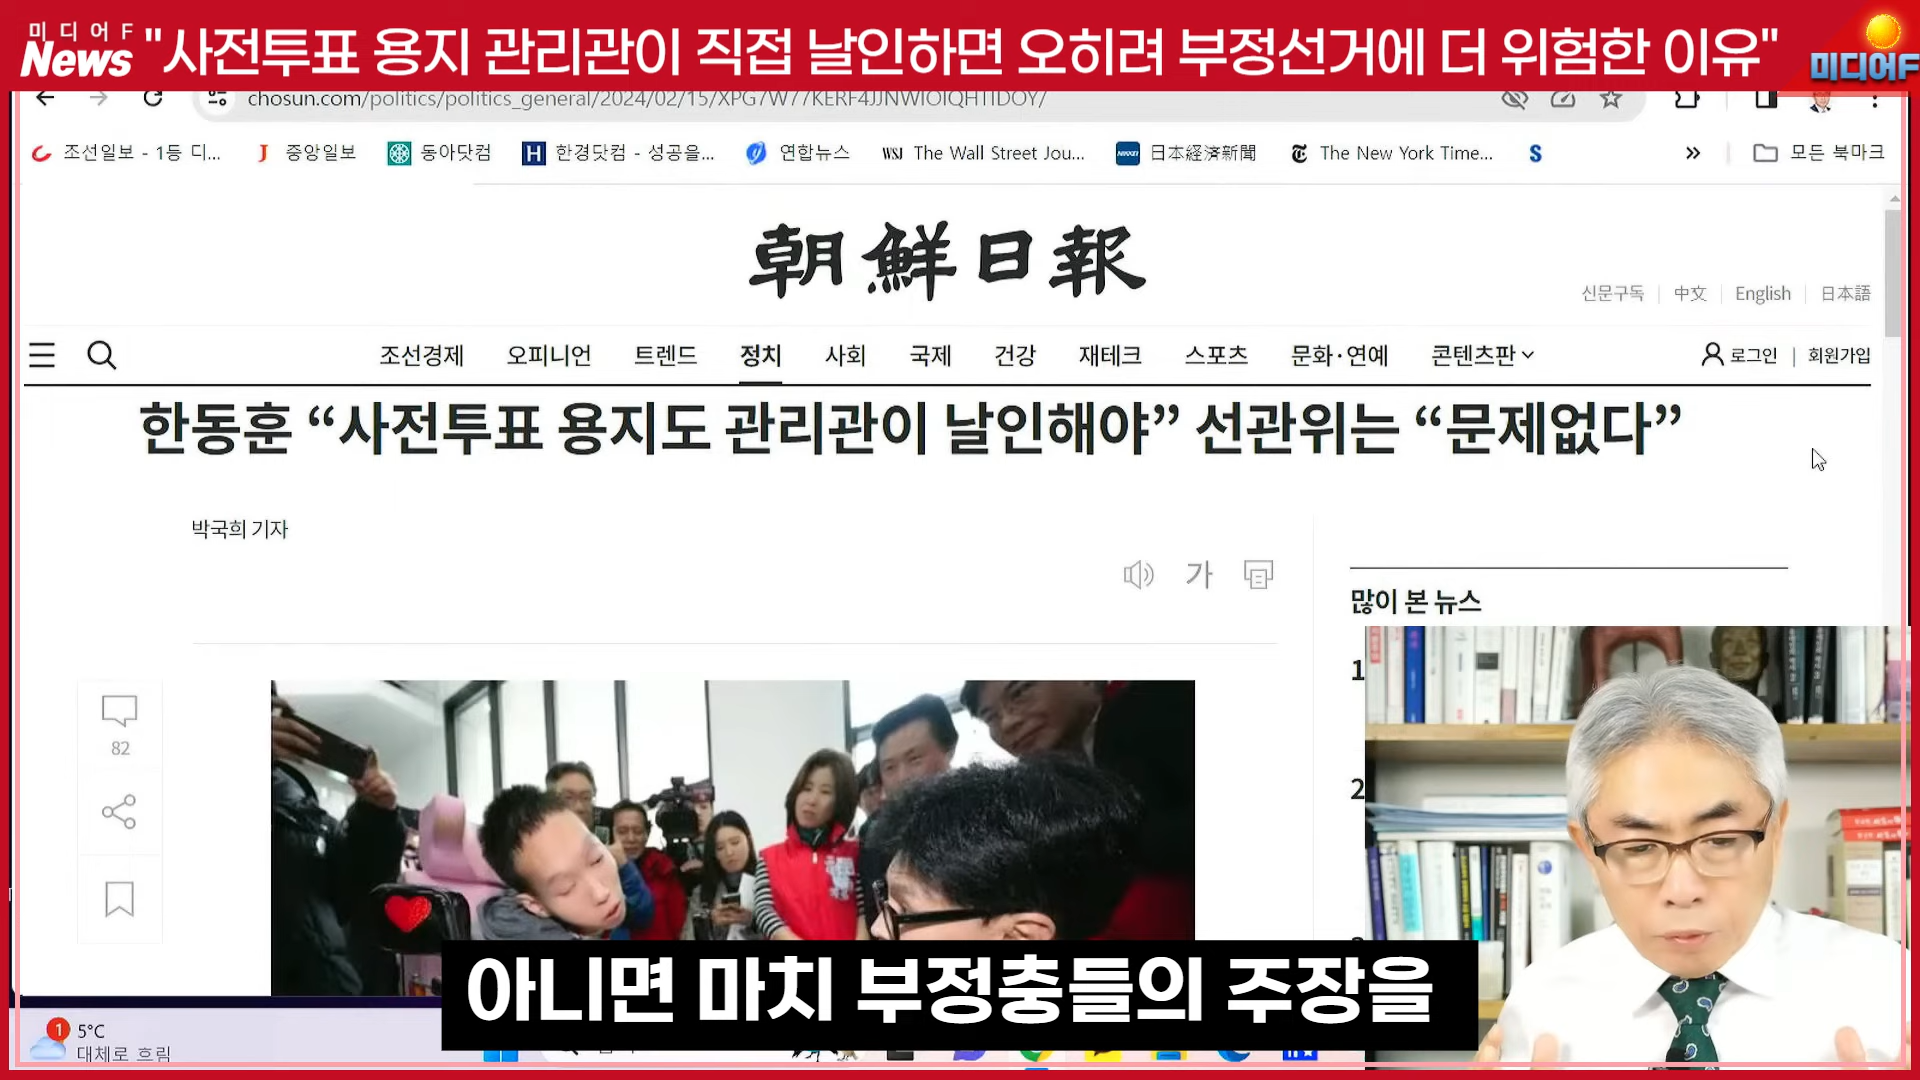 미디어F
News
"사전투표 용지 관리관이 직접 날인하면 오히려 부정선거에 더 위험한 이유"
미디어F
chosun.com/politics/politics_general/2024/02/15/XPG7W77KERF4JJNWIOIQHTIDOY/
조선일보 - 1등 디... 중앙일보 동아닷컴 한경닷컴 - 성공을... 연합뉴스 WSJ The Wall Street Jou... NIKKEI 日本経済新聞 The New York Time... S » 모든 북마크
朝鮮日報
신문구독 | 中文 | English | 日本語
조선경제 오피니언 트렌드 정치 사회 국제 건강 재테크 스포츠 문화·연예 콘텐츠판 로그인 | 회원가입
한동훈 “사전투표 용지도 관리관이 날인해야” 선관위는 “문제없다”
박국희 기자
가
많이 본 뉴스
1
2
82
아니면 마치 부정충들의 주장을
1
5°C
대체로 흐림